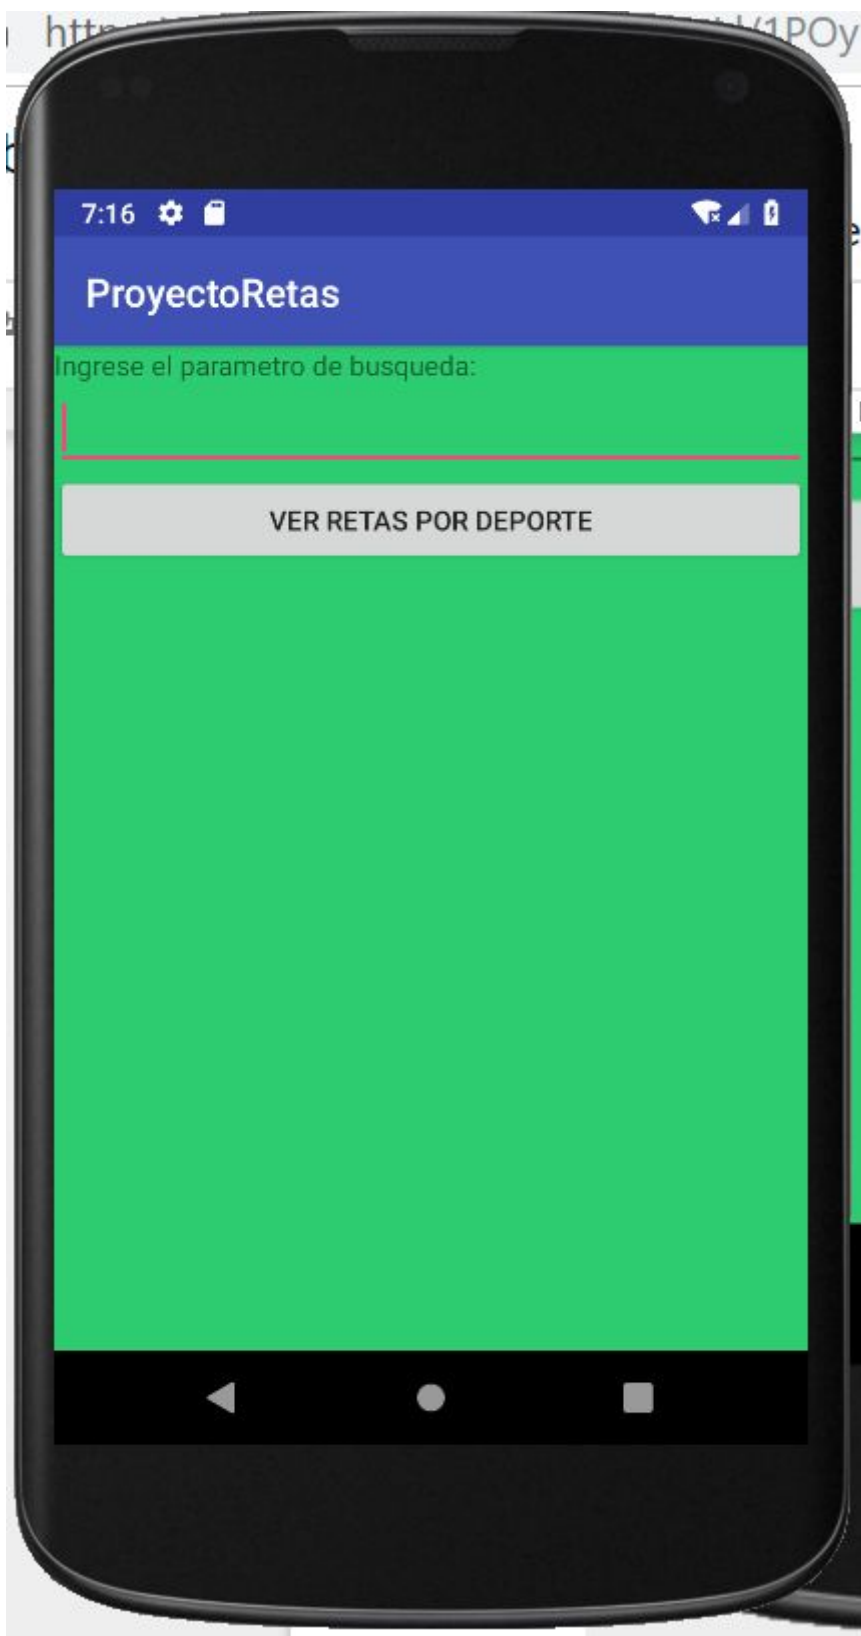 7:16
ProyectoRetas
Ingrese el parametro de busqueda:
VER RETAS POR DEPORTE